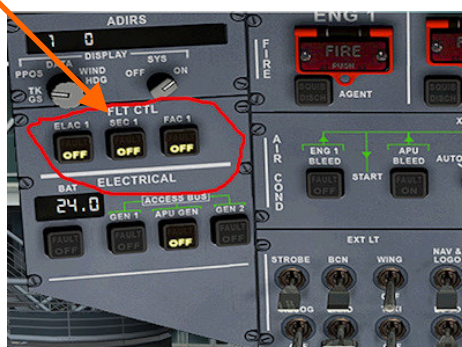 ADIRS
1 0
DISPLAY
DATA
SYS
PPOS
WIND
HDG
OFF
ON
TK
GS
FLT CTL
ELAC 1
SEC 1
FAC 1
OFF
OFF
OFF
ELECTRICAL
BAT
ACCESS BUS
24.0
GEN 1
APU GEN
GEN 2
FAULT
OFF
FAULT
OFF
OFF
FAULT
OFF
ENG 1
FIRE
FIRE
PUSH
SQUIB
DISCH
AGENT
SQUIB
DISCH
AIR COND
X
ENG 1
BLEED
APU
BLEED
AUTO
START
FAULT
OFF
FAULT
ON
EXT LT
STROBE
BCN
WING
NAV &
LOGO
OFF